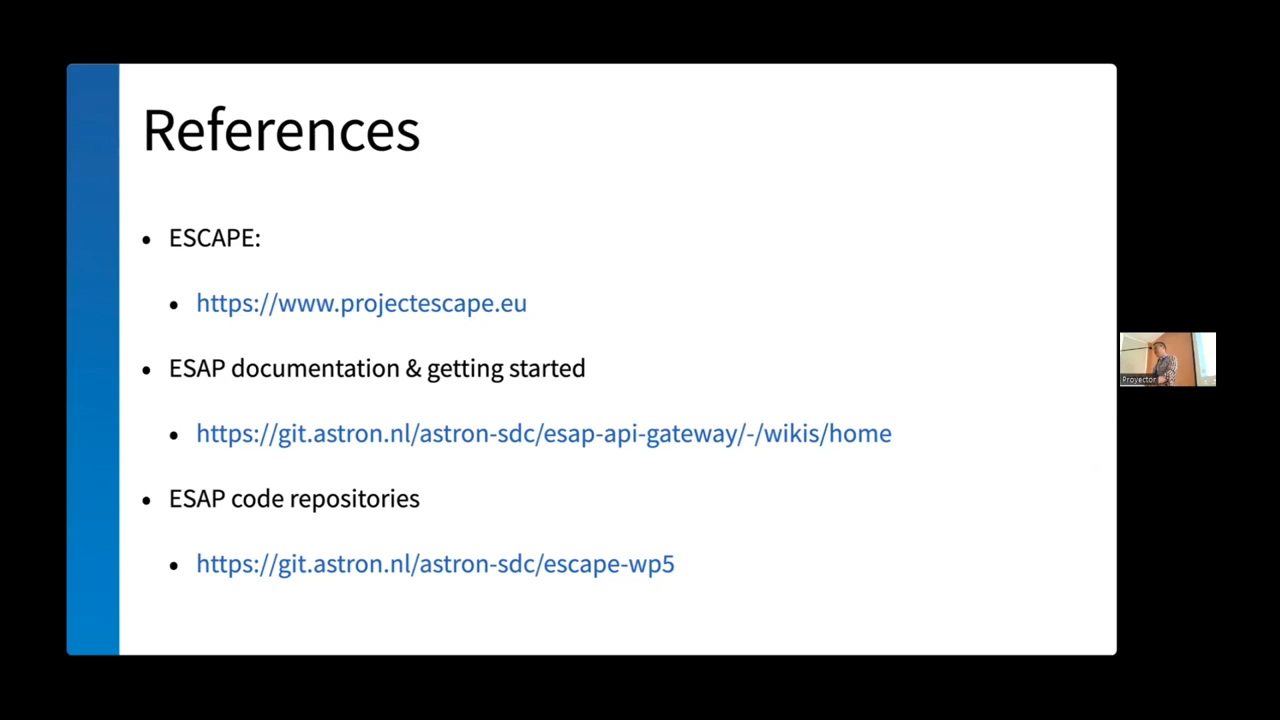 References
• ESCAPE:
• https://www.projectescape.eu
• ESAP documentation & getting started
• https://git.astron.nl/astron-sdc/esap-api-gateway/-/wikis/home
• ESAP code repositories
• https://git.astron.nl/astron-sdc/escape-wp5
Proyector